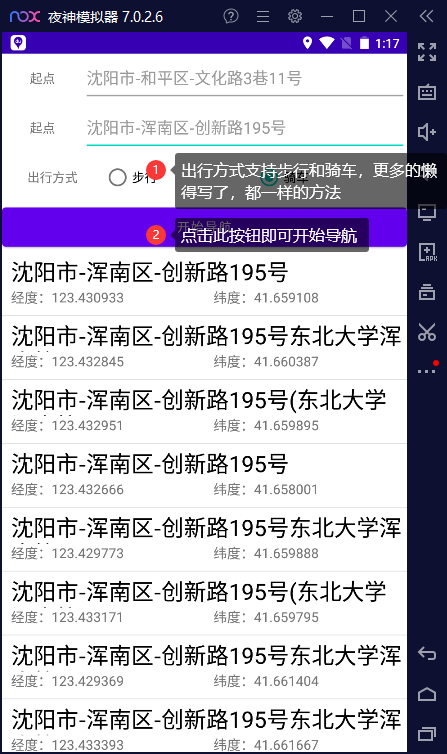 nox 夜神模拟器 7.0.2.6
1:17
起点 沈阳市-和平区-文化路3巷11号
起点 沈阳市-浑南区-创新路195号
出行方式 步行 骑车
1 出行方式支持步行和骑车，更多的懒
得写了，都一样的方法
开始导航
2 点击此按钮即可开始导航
沈阳市-浑南区-创新路195号
经度：123.430933 纬度：41.659108
沈阳市-浑南区-创新路195号东北大学浑
经度：123.432845 纬度：41.660387
沈阳市-浑南区-创新路195号(东北大学
经度：123.432951 纬度：41.659895
沈阳市-浑南区-创新路195号
经度：123.432666 纬度：41.658001
沈阳市-浑南区-创新路195号东北大学浑
经度：123.429773 纬度：41.659888
沈阳市-浑南区-创新路195号(东北大学
经度：123.433171 纬度：41.659795
沈阳市-浑南区-创新路195号东北大学浑
经度：123.429369 纬度：41.661404
沈阳市-浑南区-创新路195号东北大学浑
经度：123.433393 纬度：41.661667
APK